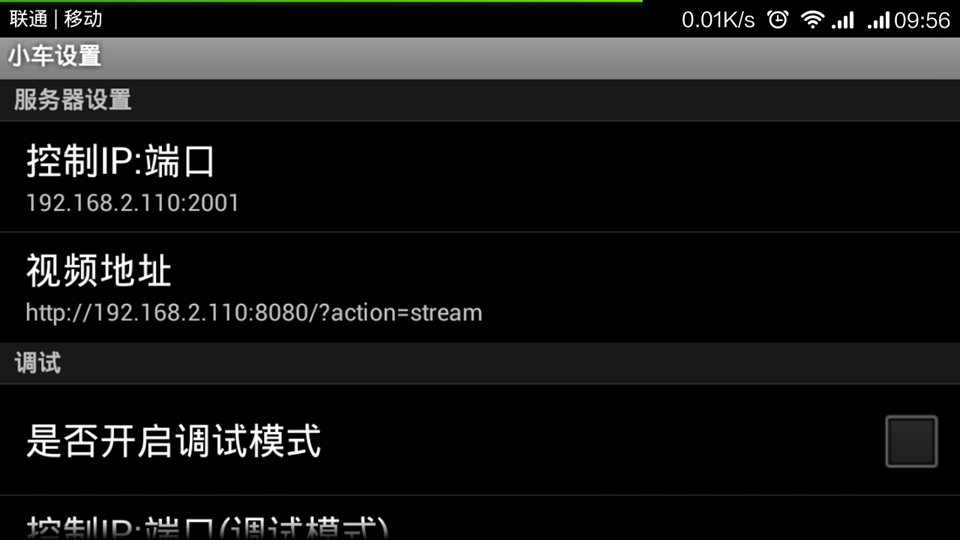 联通 | 移动 0.01K/s 09:56
小车设置
服务器设置
控制IP:端口
192.168.2.110:2001
视频地址
http://192.168.2.110:8080/?action=stream
调试
是否开启调试模式
控制IP:端口(调试模式)